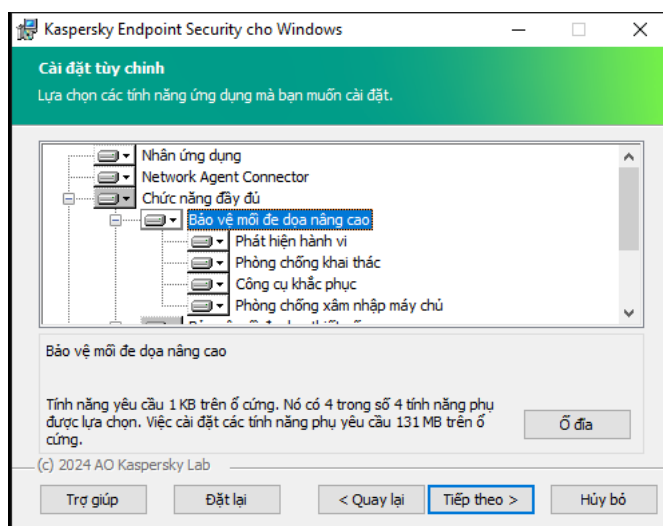 Kaspersky Endpoint Security cho Windows
Cài đặt tùy chỉnh
Lựa chọn các tính năng ứng dụng mà bạn muốn cài đặt.
Nhân ứng dụng
Network Agent Connector
Chức năng đầy đủ
Bảo vệ mối đe dọa nâng cao
Phát hiện hành vi
Phòng chống khai thác
Công cụ khắc phục
Phòng chống xâm nhập máy chủ
Bảo vệ mối đe dọa nâng cao
Tính năng yêu cầu 1 KB trên ổ cứng. Nó có 4 trong số 4 tính năng phụ
được lựa chọn. Việc cài đặt các tính năng phụ yêu cầu 131 MB trên ổ
cứng.
Ổ đĩa
(c) 2024 AO Kaspersky Lab
Trợ giúp
Đặt lại
< Quay lại
Tiếp theo >
Hủy bỏ